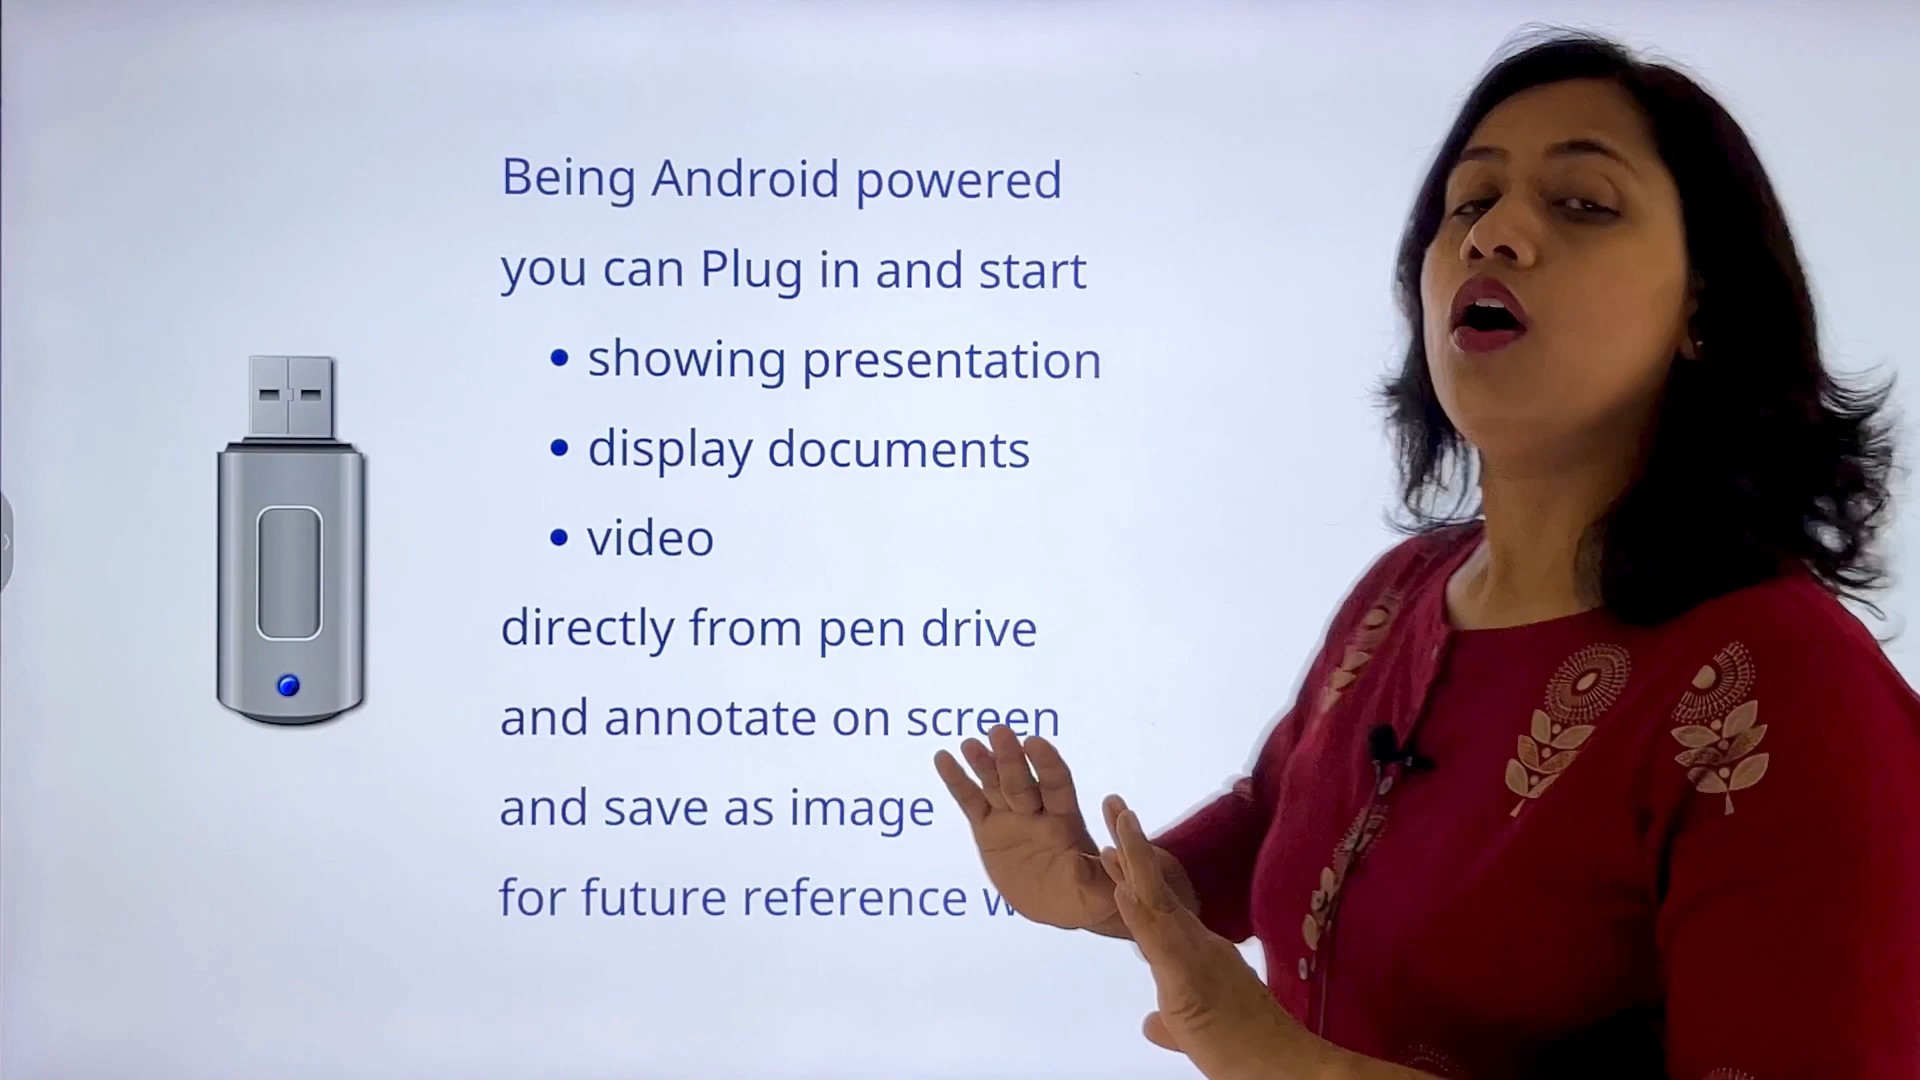 Being Android powered
you can Plug in and start
• showing presentation
• display documents
• video
directly from pen drive
and annotate on screen
and save as image
for future reference